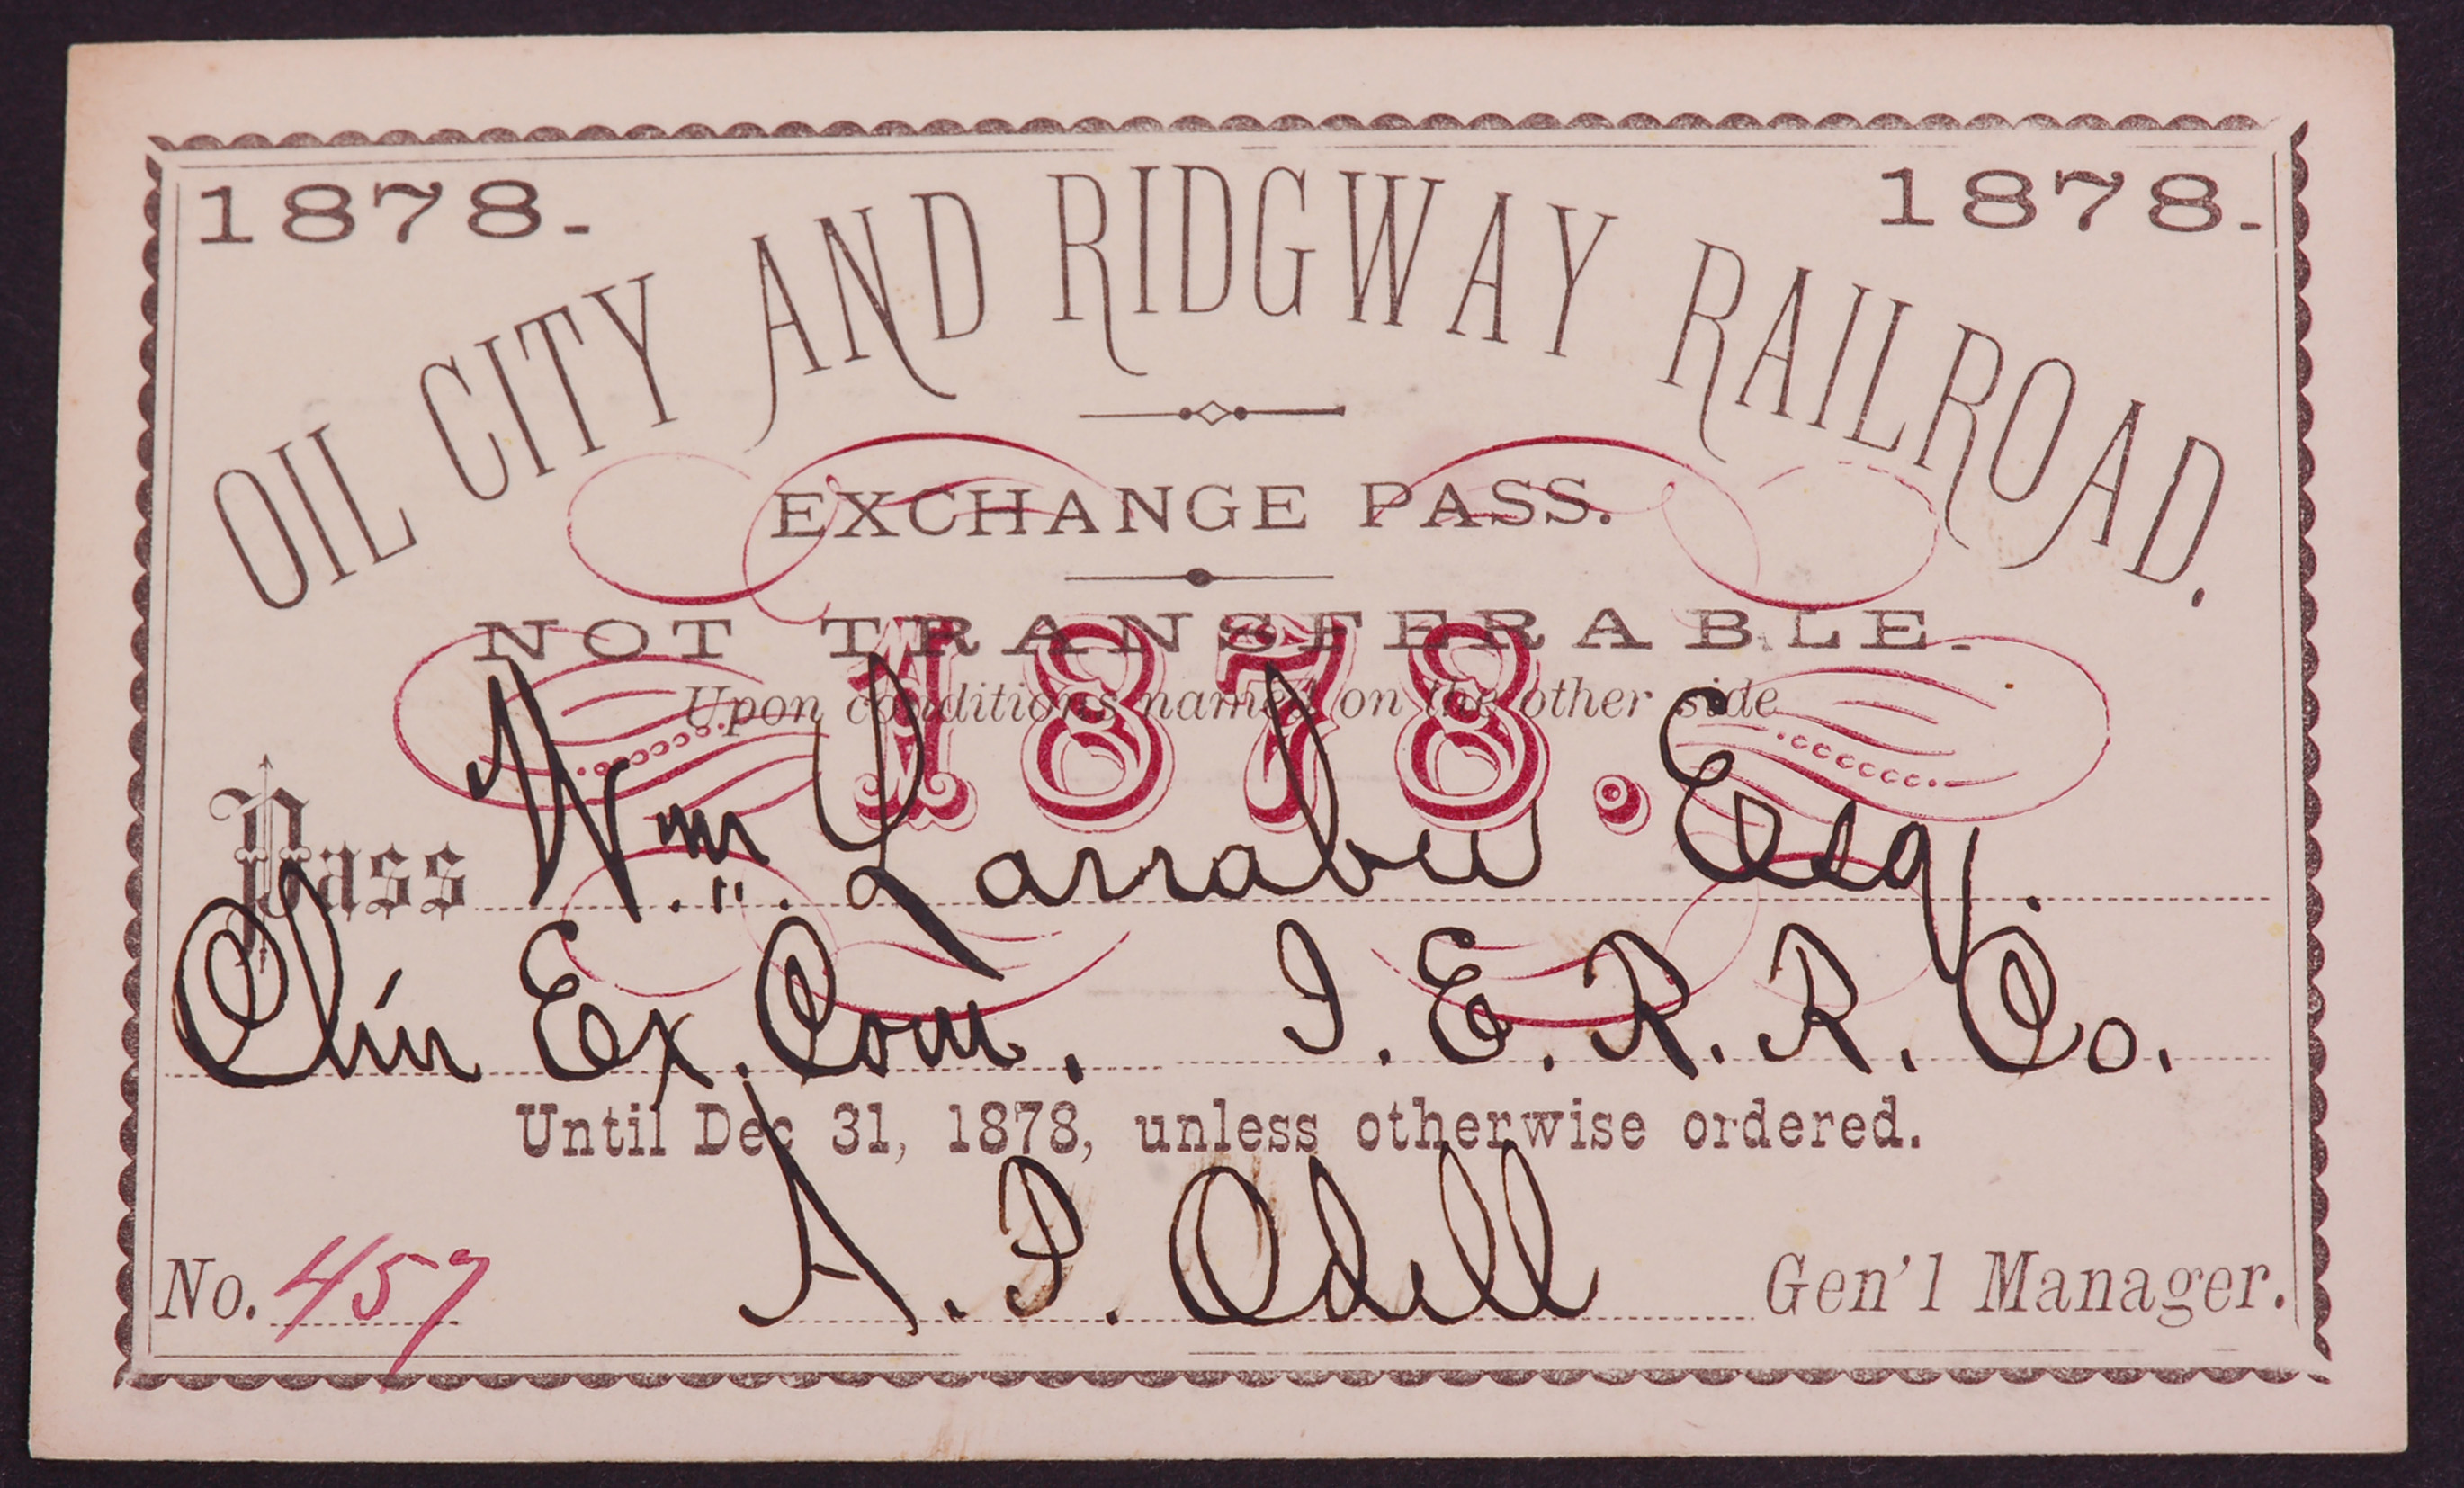 1878. 1878.
OIL CITY AND RIDGWAY RAILROAD.
EXCHANGE PASS.
NOT TRANSFERABLE.
1878.
Upon conditions named on the other side
Pass Wm. Larrabee Esq.
Chn Ex. Com. I. E. R. R. Co.
Until Dec 31, 1878, unless otherwise ordered.
No. 457 A. P. Odell Gen'l Manager.